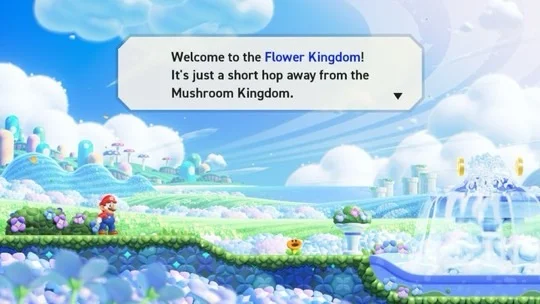 Welcome to the Flower Kingdom!
It's just a short hop away from the
Mushroom Kingdom.